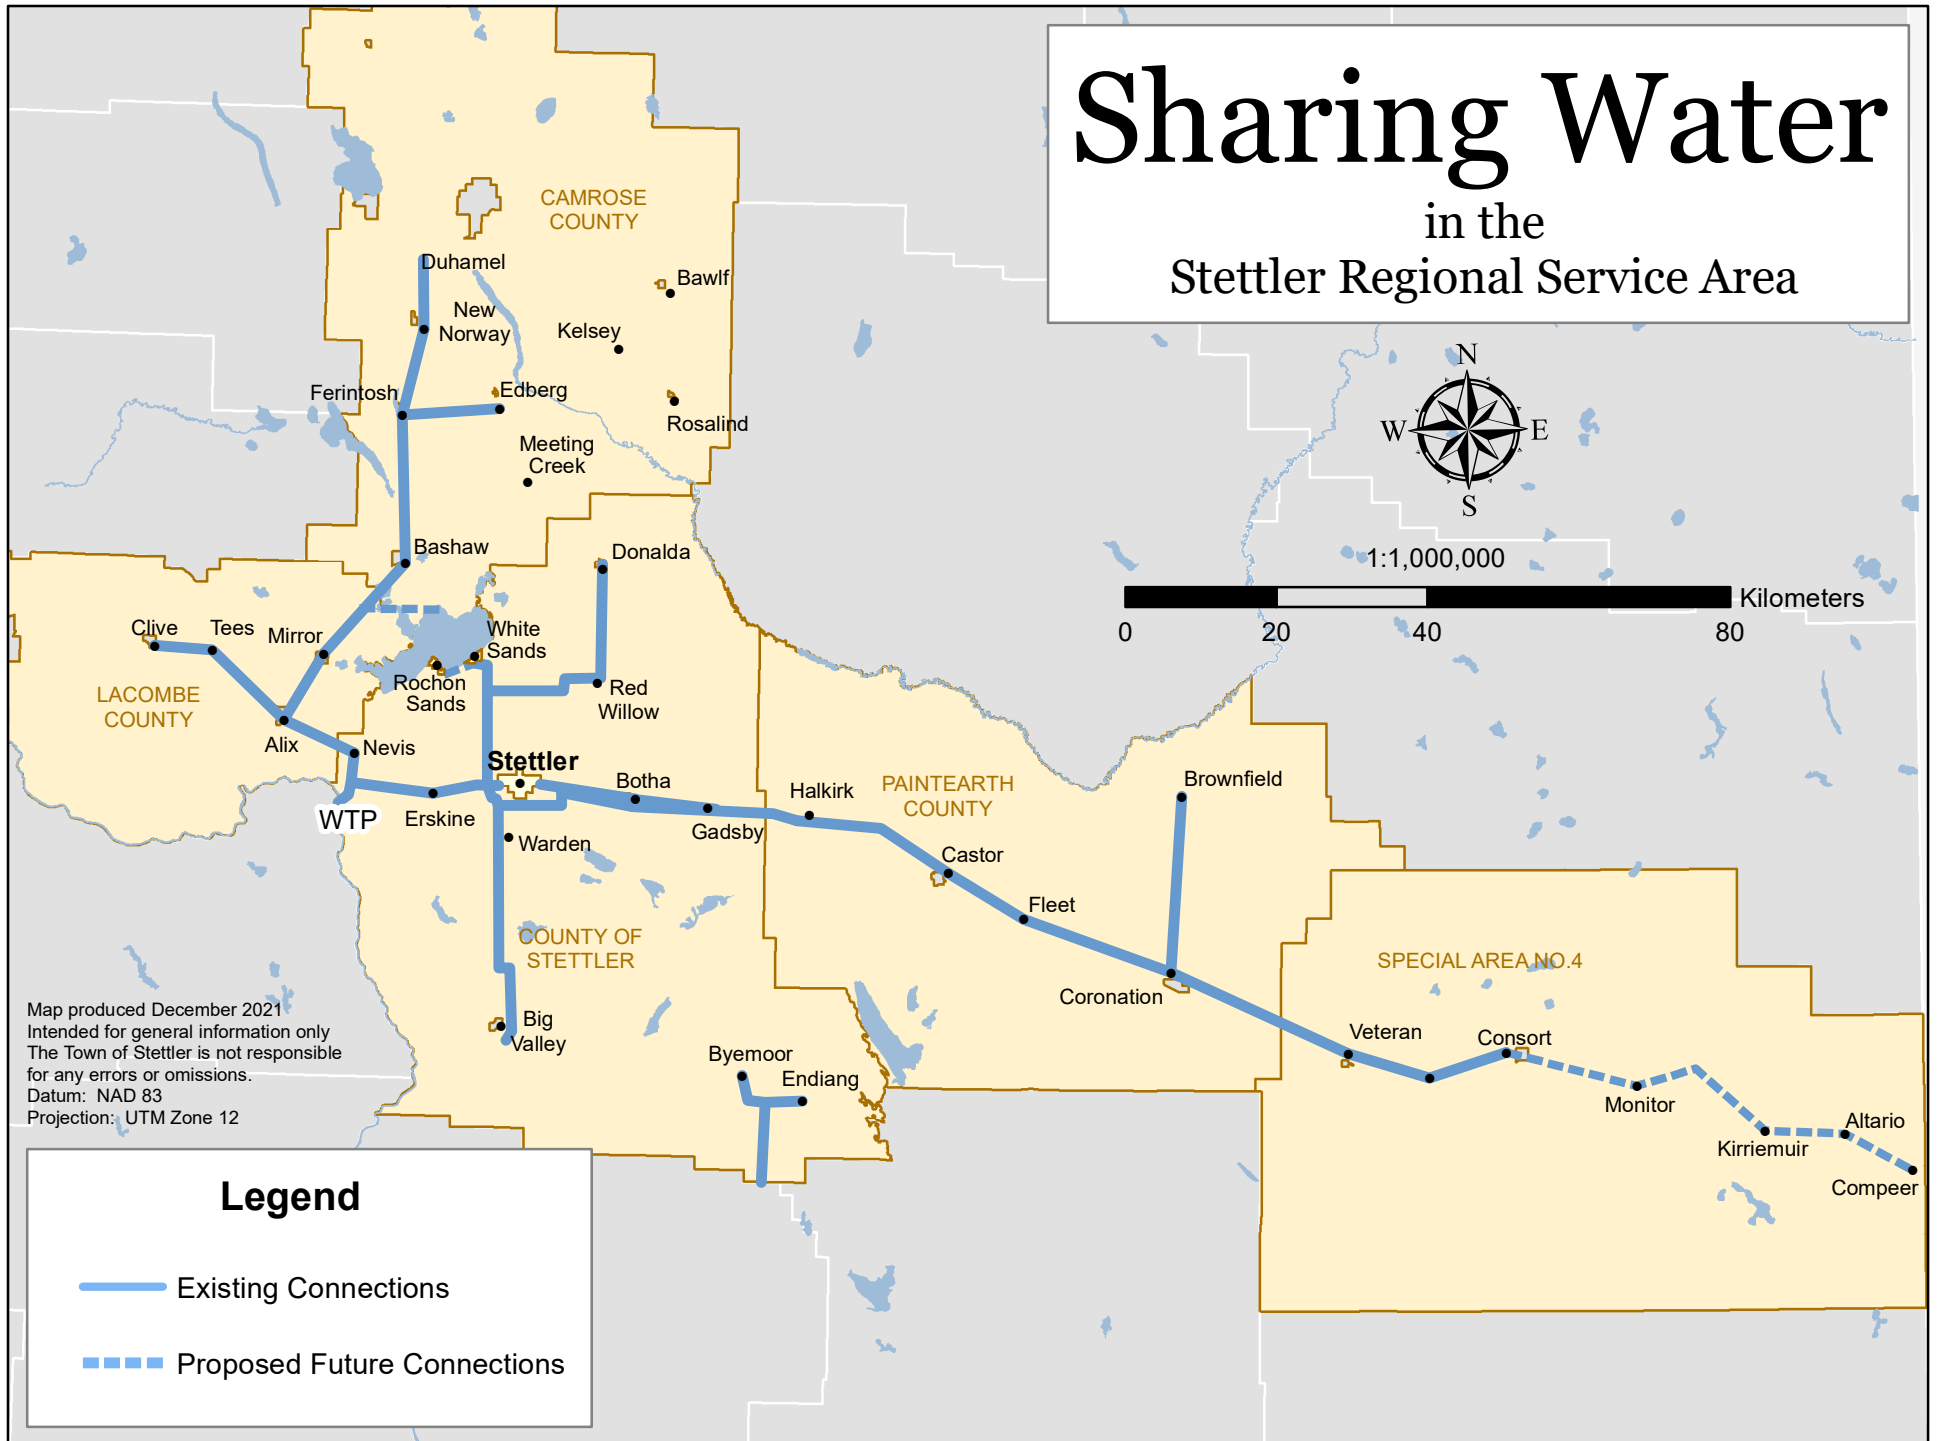 Sharing Water
in the
Stettler Regional Service Area
CAMROSE
COUNTY
Duhamel
Bawlf
New
Norway
Kelsey
Ferintosh
Edberg
Rosalind
Meeting
Creek
N
W
E
S
Bashaw
Donalda
1:1,000,000
Kilometers
0
20
40
80
Clive
Tees
Mirror
White
Sands
Rochon
Sands
Red
Willow
LACOMBE
COUNTY
Alix
Nevis
Stettler
Botha
Halkirk
PAINTEARTH
COUNTY
Brownfield
WTP
Erskine
Gadsby
Warden
Castor
Fleet
COUNTY OF
STETTLER
SPECIAL AREA NO.4
Coronation
Big
Valley
Veteran
Consort
Byemoor
Endiang
Monitor
Altario
Kirriemuir
Compeer
Map produced December 2021
Intended for general information only
The Town of Stettler is not responsible
for any errors or omissions.
Datum: NAD 83
Projection: UTM Zone 12
Legend
Existing Connections
Proposed Future Connections